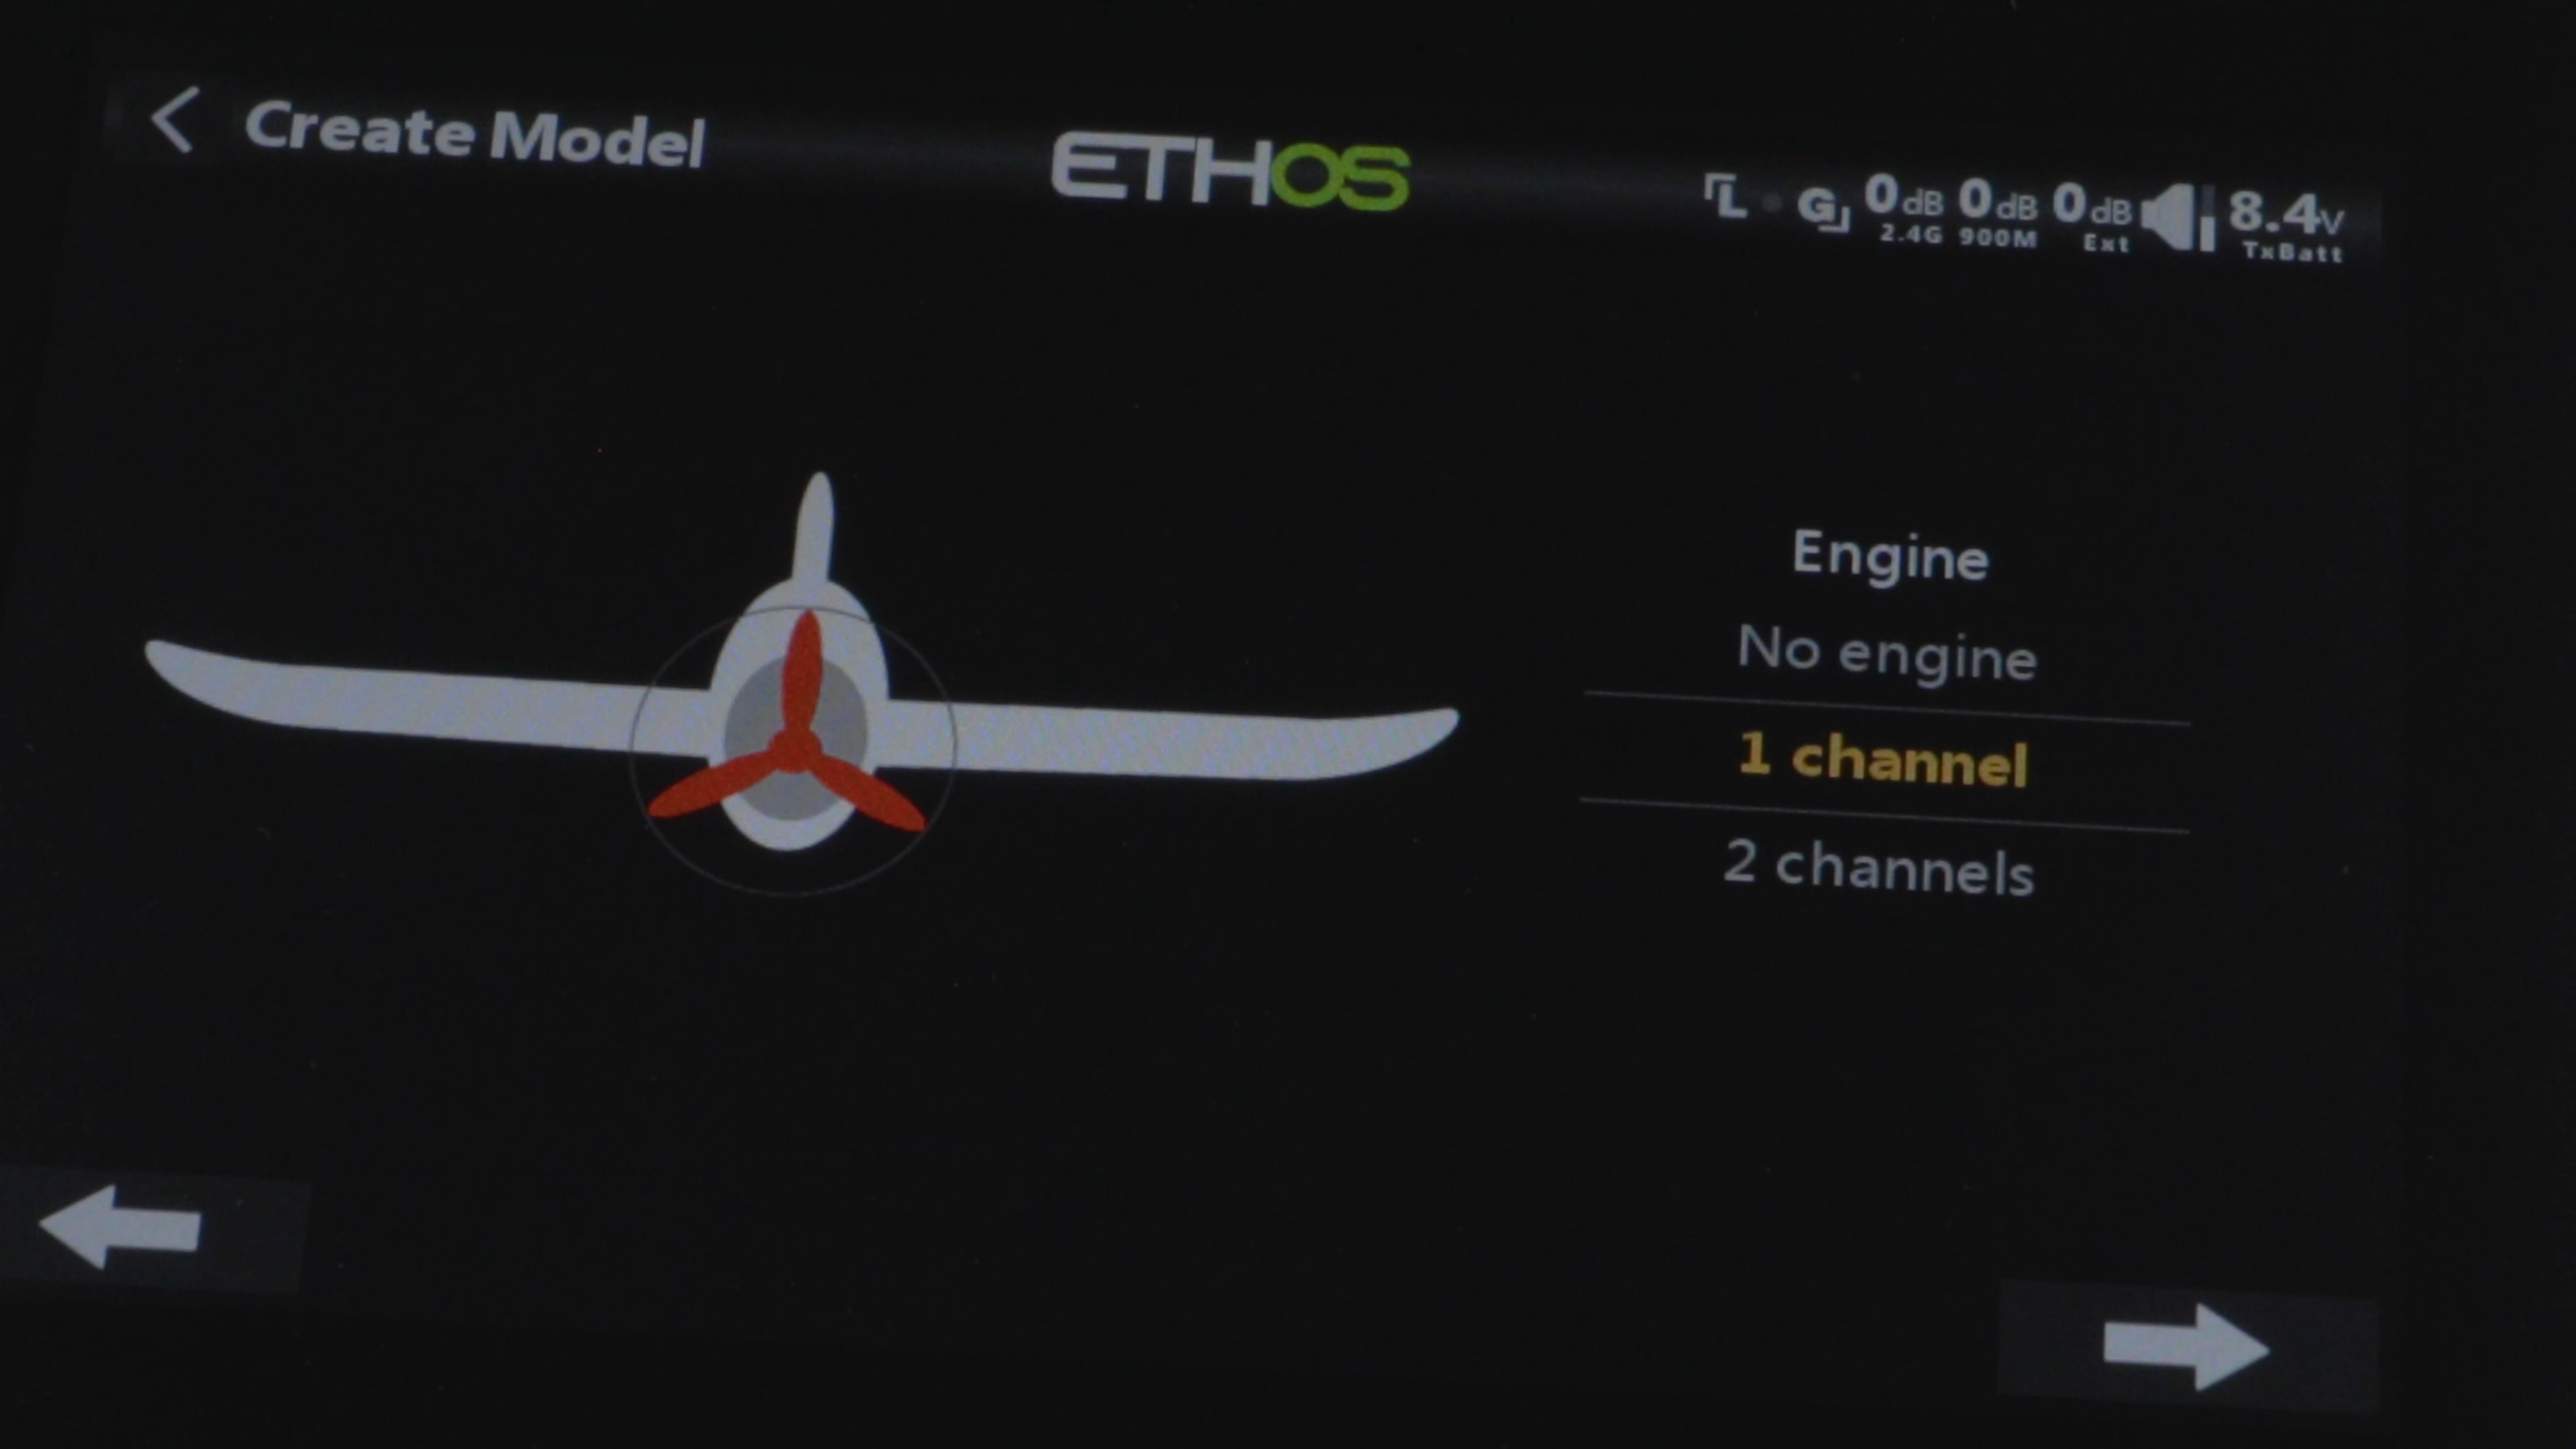 Create Model
ETHOS
L G 0dB 0dB 0dB 8.4V
2.4G 900M Ext TxBatt
Engine
No engine
1 channel
2 channels